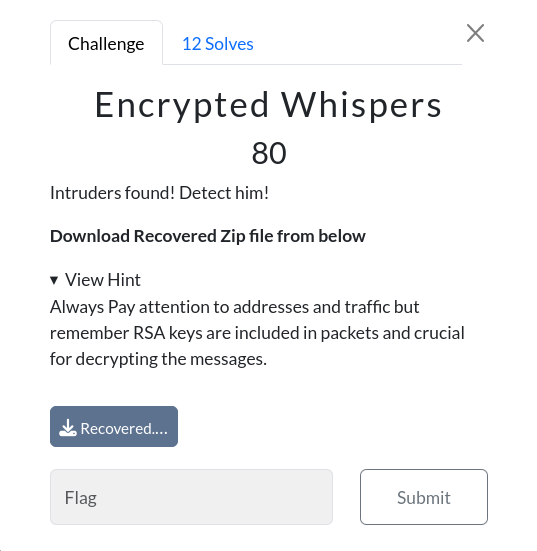 Challenge
12 Solves
Encrypted Whispers
80
Intruders found! Detect him!
Download Recovered Zip file from below
▼ View Hint
Always Pay attention to addresses and traffic but
remember RSA keys are included in packets and crucial
for decrypting the messages.
Recovered....
Flag
Submit